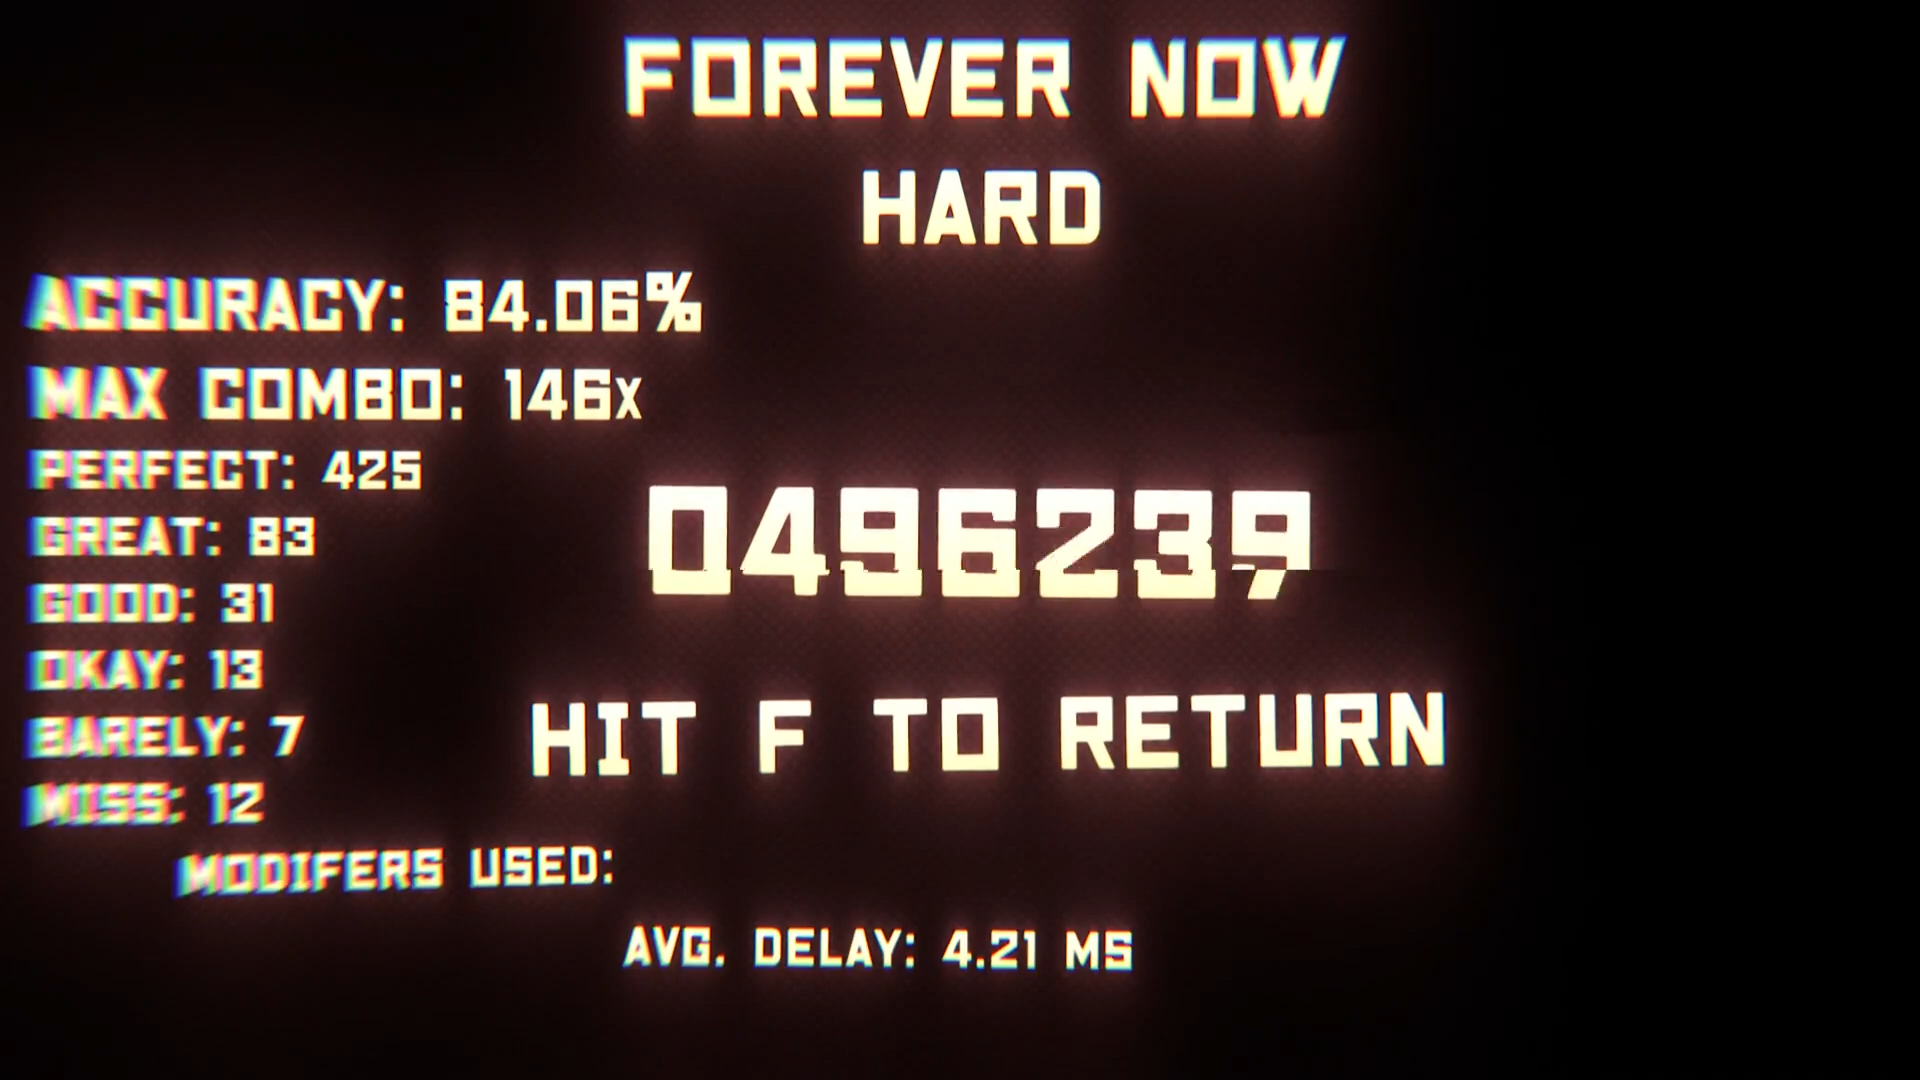 FOREVER NOW
HARD
ACCURACY: 84.06%
MAX COMBO: 146x
PERFECT: 425
GREAT: 83
GOOD: 31
OKAY: 13
BARELY: 7
MISS: 12
0496239
HIT F TO RETURN
MODIFERS USED:
AVG. DELAY: 4.21 MS